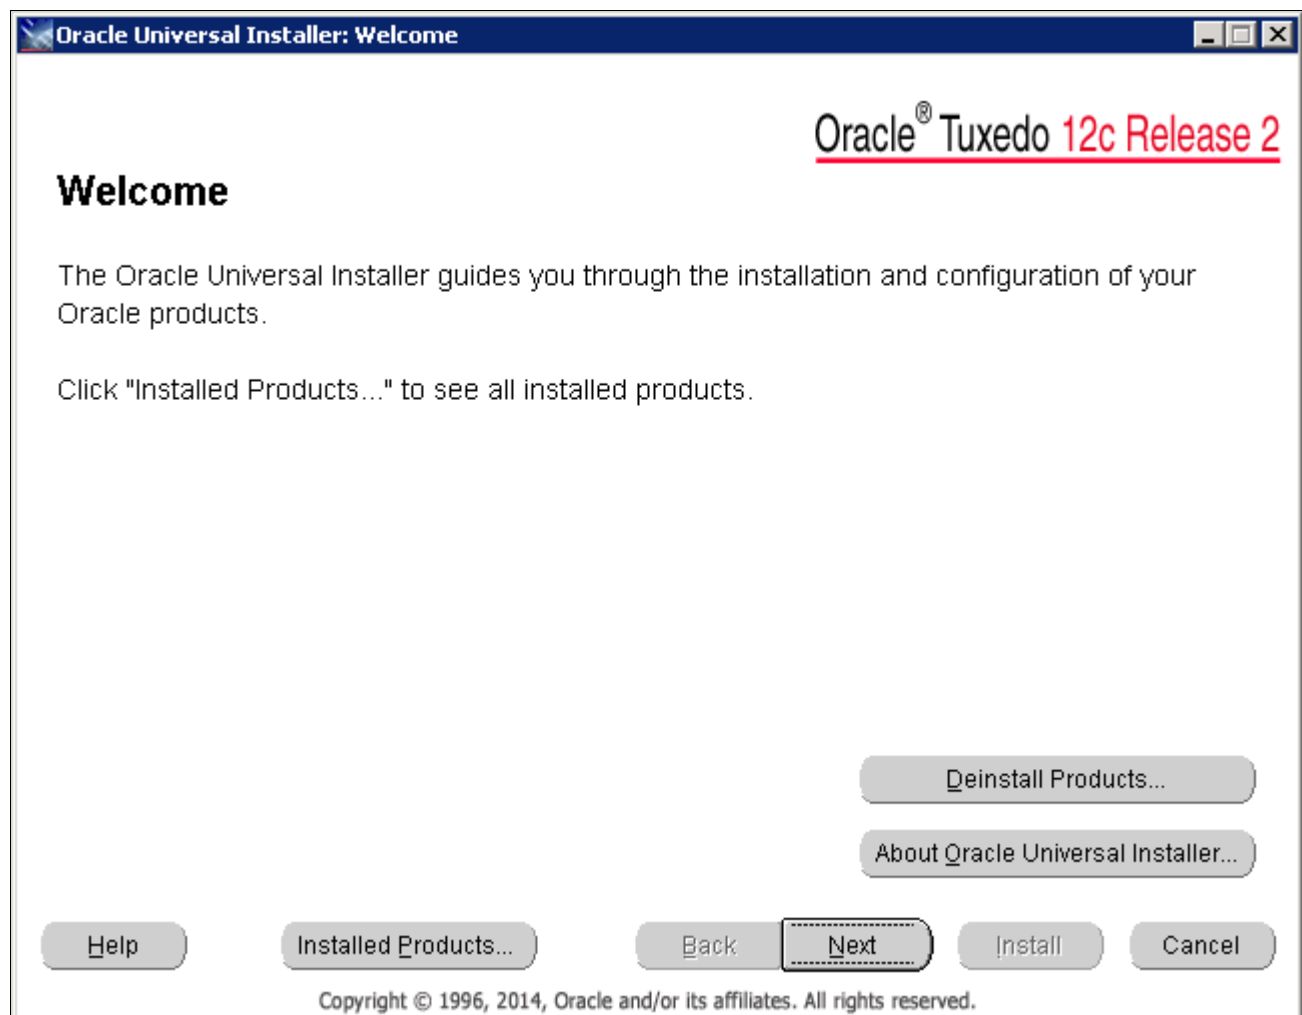 Oracle Universal Installer: Welcome
Oracle® Tuxedo 12c Release 2
Welcome
The Oracle Universal Installer guides you through the installation and configuration of your
Oracle products.
Click "Installed Products..." to see all installed products.
Deinstall Products...
About Oracle Universal Installer...
Help Installed Products... Back Next Install Cancel
Copyright © 1996, 2014, Oracle and/or its affiliates. All rights reserved.